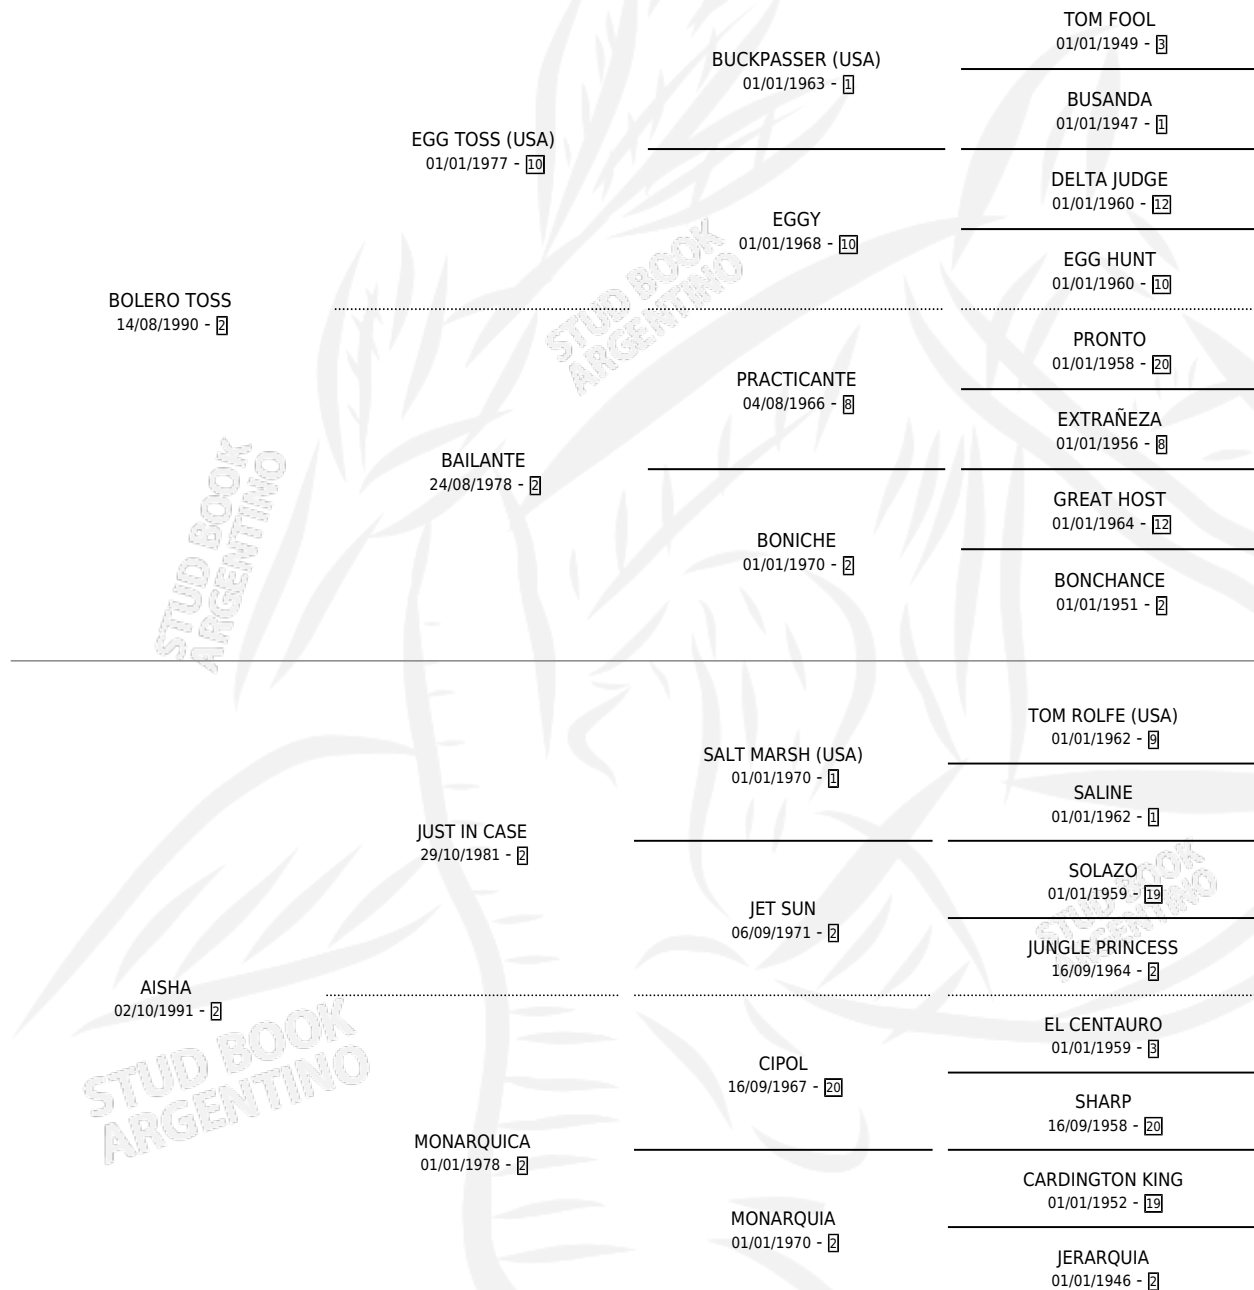 TOM FOOL
01/01/1949 - 3
BUCKPASSER (USA)
01/01/1963 - 1
BUSANDA
01/01/1947 - 1
EGG TOSS (USA)
01/01/1977 - 10
DELTA JUDGE
01/01/1960 - 12
EGGY
01/01/1968 - 10
EGG HUNT
01/01/1960 - 10
BOLERO TOSS
14/08/1990 - 2
PRONTO
01/01/1958 - 20
PRACTICANTE
04/08/1966 - 8
EXTRAÑEZA
01/01/1956 - 8
BAILANTE
24/08/1978 - 2
GREAT HOST
01/01/1964 - 12
BONICHE
01/01/1970 - 2
BONCHANCE
01/01/1951 - 2
STUD BOOK
ARGENTINO
STUD BOOK
ARGENTINO
TOM ROLFE (USA)
01/01/1962 - 9
SALT MARSH (USA)
01/01/1970 - 1
SALINE
01/01/1962 - 1
JUST IN CASE
29/10/1981 - 2
SOLAZO
01/01/1959 - 19
JET SUN
06/09/1971 - 2
JUNGLE PRINCESS
16/09/1964 - 2
STUD BOOK
ARGENTINO
AISHA
02/10/1991 - 2
EL CENTAURO
01/01/1959 - 3
CIPOL
16/09/1967 - 20
SHARP
16/09/1958 - 20
MONARQUICA
01/01/1978 - 2
CARDINGTON KING
01/01/1952 - 19
MONARQUIA
01/01/1970 - 2
JERARQUIA
01/01/1946 - 2
STUD BOOK
ARGENTINO